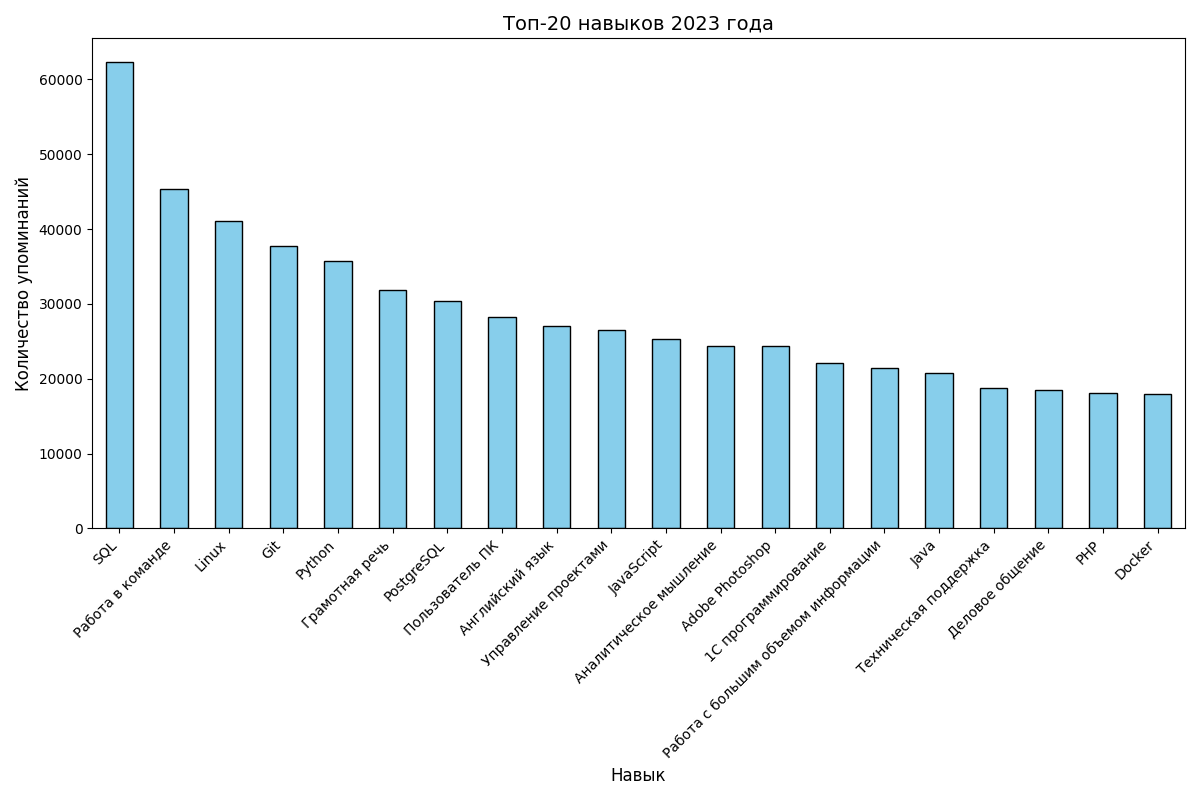 Топ-20 навыков 2023 года
Количество упоминаний
60000
50000
40000
30000
20000
10000
0
SQL
Работа в команде
Linux
Git
Python
Грамотная речь
PostgreSQL
Пользователь ПК
Английский язык
Управление проектами
JavaScript
Аналитическое мышление
Adobe Photoshop
1С программирование
Работа с большим объемом информации
Java
Техническая поддержка
Деловое общение
PHP
Docker
Навык